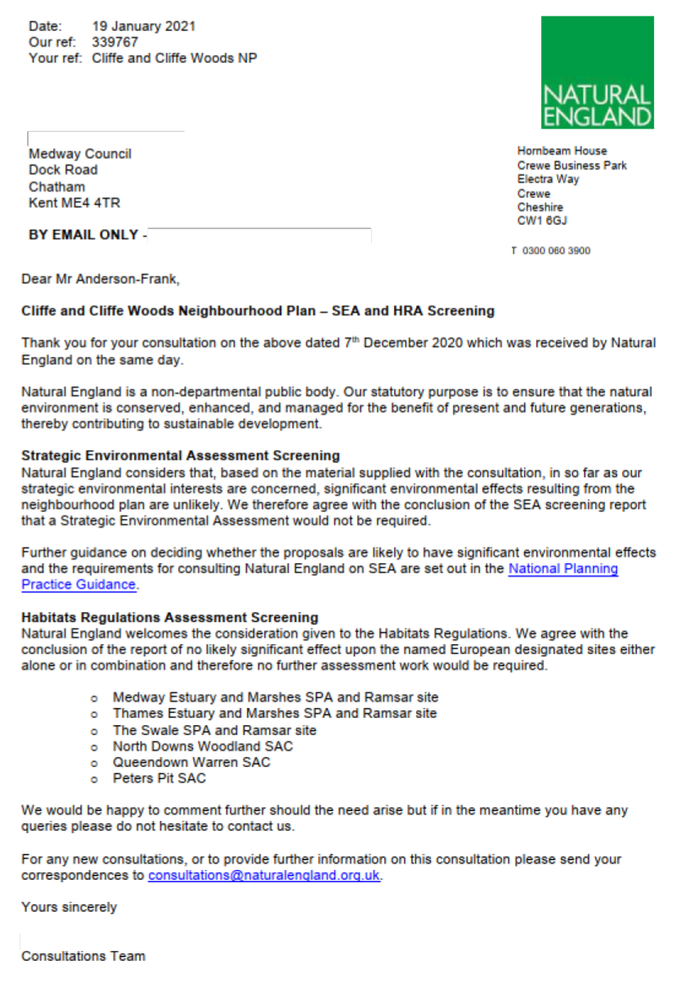 Date: 19 January 2021
Our ref: 339767
Your ref: Cliffe and Cliffe Woods NP
NATURAL
ENGLAND
Medway Council
Dock Road
Chatham
Kent ME4 4TR
BY EMAIL ONLY -
Hornbeam House
Crewe Business Park
Electra Way
Crewe
Cheshire
CW1 6GJ
T 0300 060 3900
Dear Mr Anderson-Frank,
Cliffe and Cliffe Woods Neighbourhood Plan – SEA and HRA Screening
Thank you for your consultation on the above dated 7th December 2020 which was received by Natural
England on the same day.
Natural England is a non-departmental public body. Our statutory purpose is to ensure that the natural
environment is conserved, enhanced, and managed for the benefit of present and future generations,
thereby contributing to sustainable development.
Strategic Environmental Assessment Screening
Natural England considers that, based on the material supplied with the consultation, in so far as our
strategic environmental interests are concerned, significant environmental effects resulting from the
neighbourhood plan are unlikely. We therefore agree with the conclusion of the SEA screening report
that a Strategic Environmental Assessment would not be required.
Further guidance on deciding whether the proposals are likely to have significant environmental effects
and the requirements for consulting Natural England on SEA are set out in the National Planning
Practice Guidance.
Habitats Regulations Assessment Screening
Natural England welcomes the consideration given to the Habitats Regulations. We agree with the
conclusion of the report of no likely significant effect upon the named European designated sites either
alone or in combination and therefore no further assessment work would be required.
o Medway Estuary and Marshes SPA and Ramsar site
o Thames Estuary and Marshes SPA and Ramsar site
o The Swale SPA and Ramsar site
o North Downs Woodland SAC
o Queendown Warren SAC
o Peters Pit SAC
We would be happy to comment further should the need arise but if in the meantime you have any
queries please do not hesitate to contact us.
For any new consultations, or to provide further information on this consultation please send your
correspondences to consultations@naturalengland.org.uk.
Yours sincerely
Consultations Team